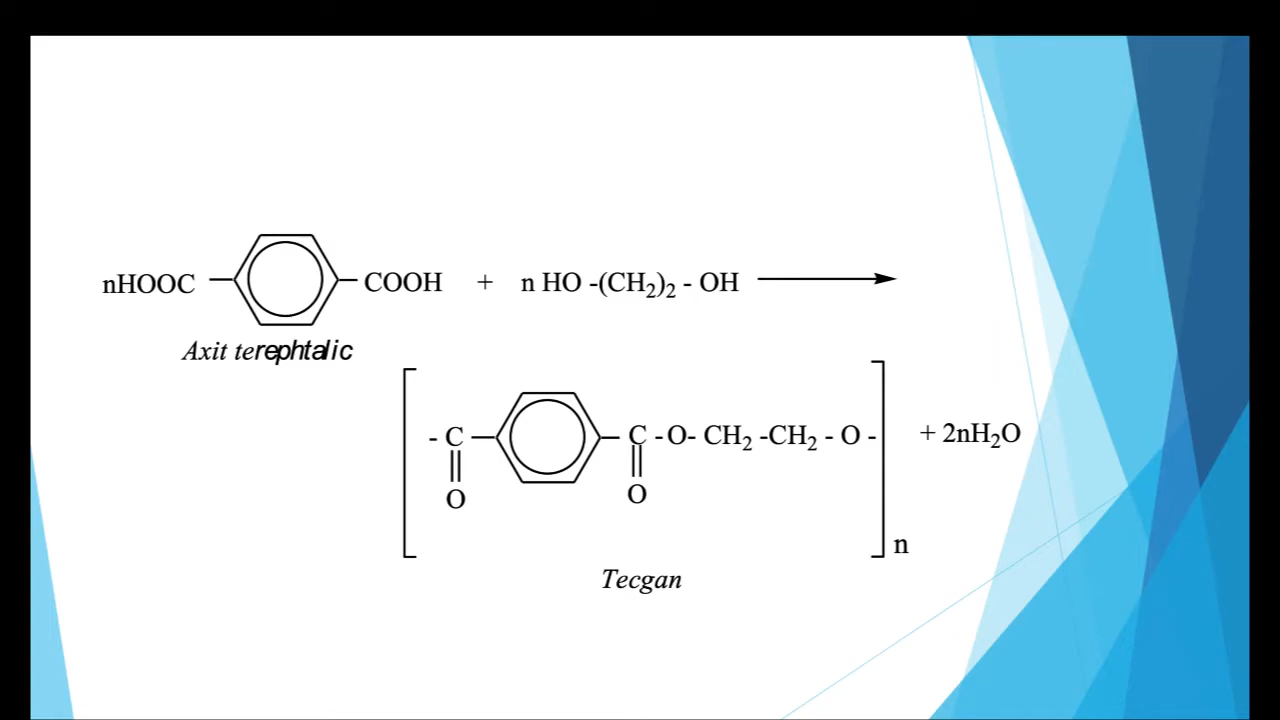 nHOOC COOH + n HO -(CH2)2 - OH
Axit terephtalic
- C C -O- CH2 -CH2 - O - + 2nH2O
O O
n
Tecgan